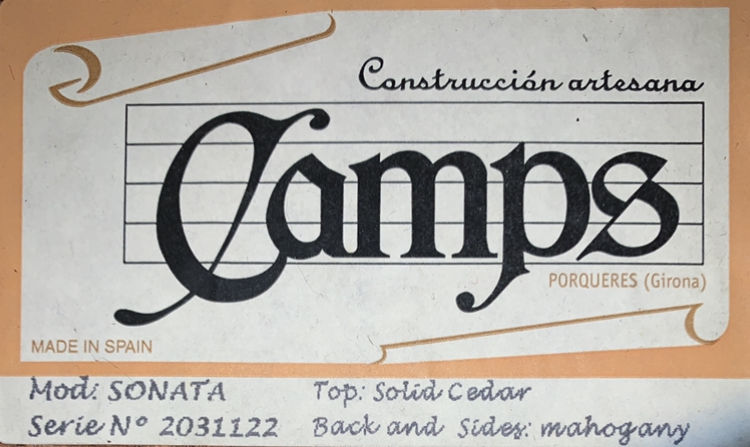 Construcción artesana
Camps
PORQUERES (Girona)
MADE IN SPAIN
Mod: SONATA Top: Solid Cedar
Serie Nº 2031122 Back and Sides: mahogany